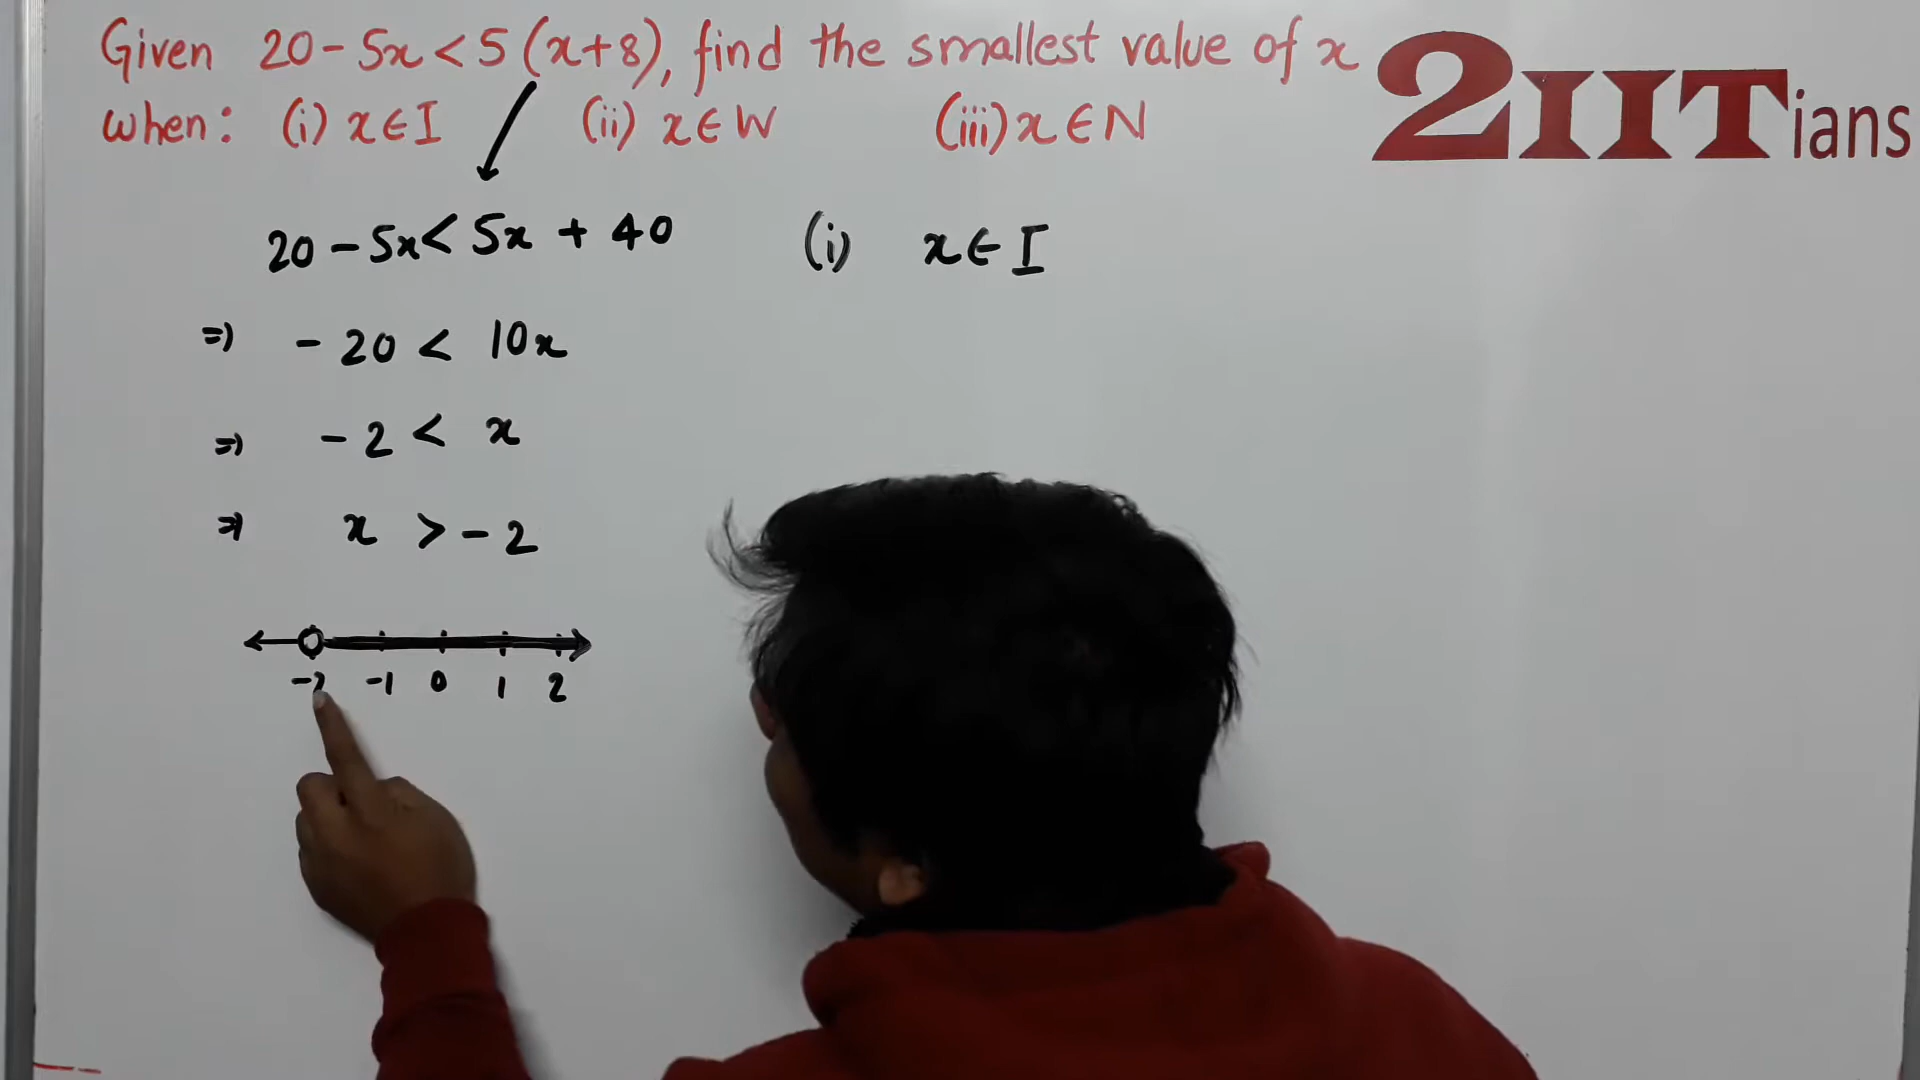 Given 20 - 5x < 5 (x+8), find the smallest value of x
when: (i) x ∈ I (ii) x ∈ W (iii) x ∈ N
2IITians
20 - 5x < 5x + 40
(i) x ∈ I
=) - 20 < 10x
=) - 2 < x
=) x > - 2
-2 -1 0 1 2